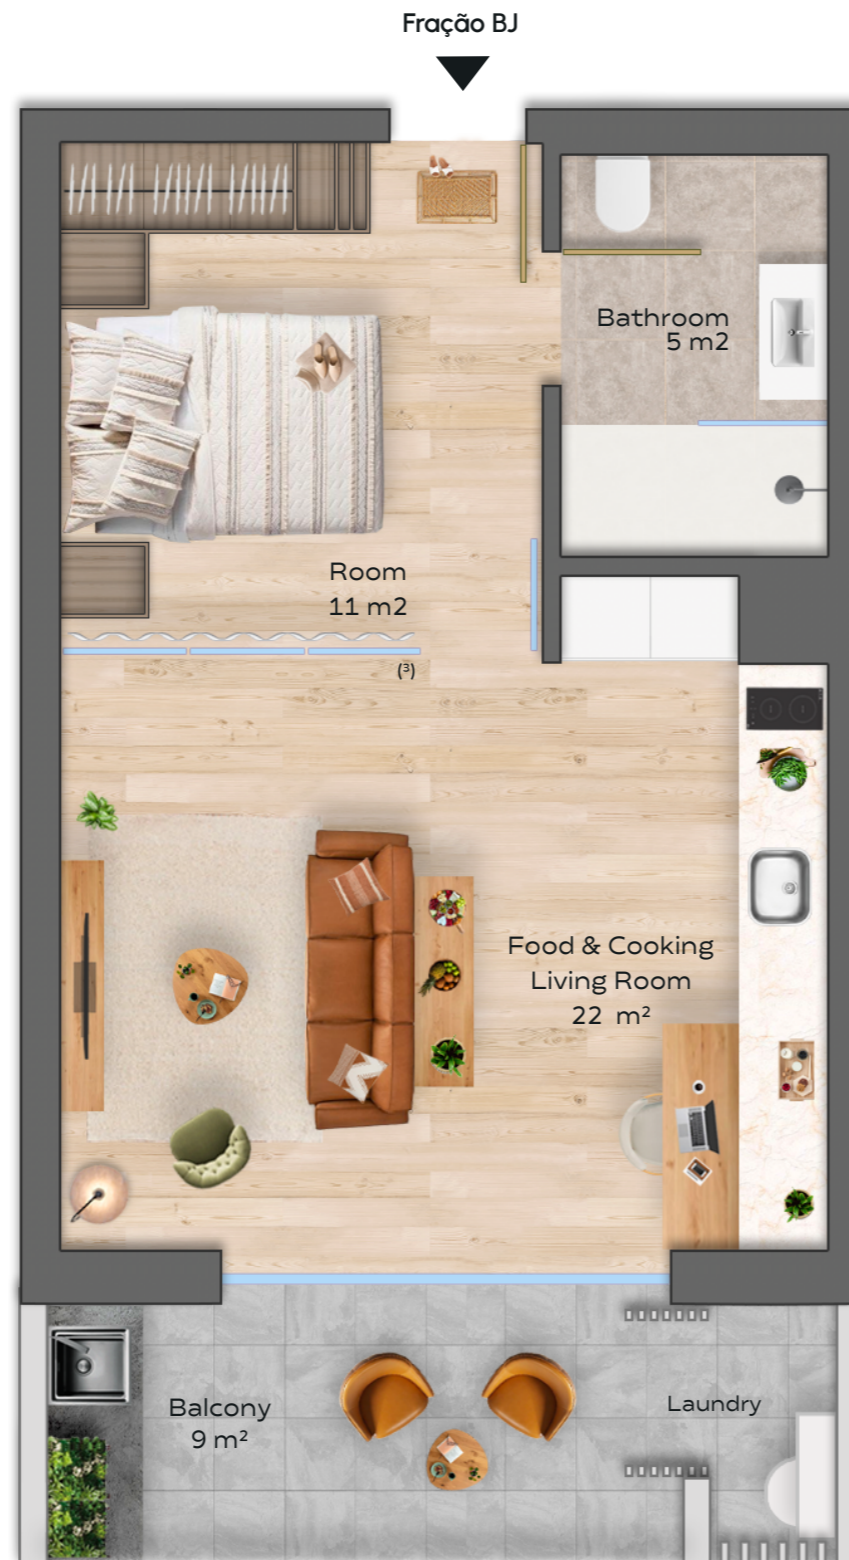 Fração BJ
Bathroom
5 m2
Room
11 m2
(³)
Food & Cooking
Living Room
22 m²
Balcony
9 m²
Laundry